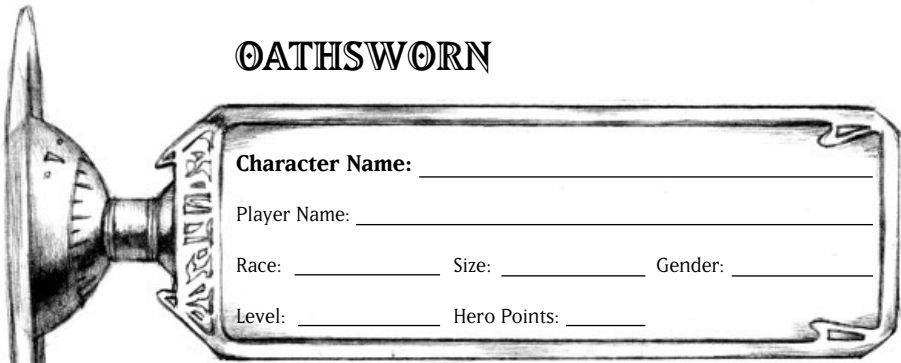 OATHSWORN
Character Name:
Player Name:
Race: Size: Gender:
Level: Hero Points: